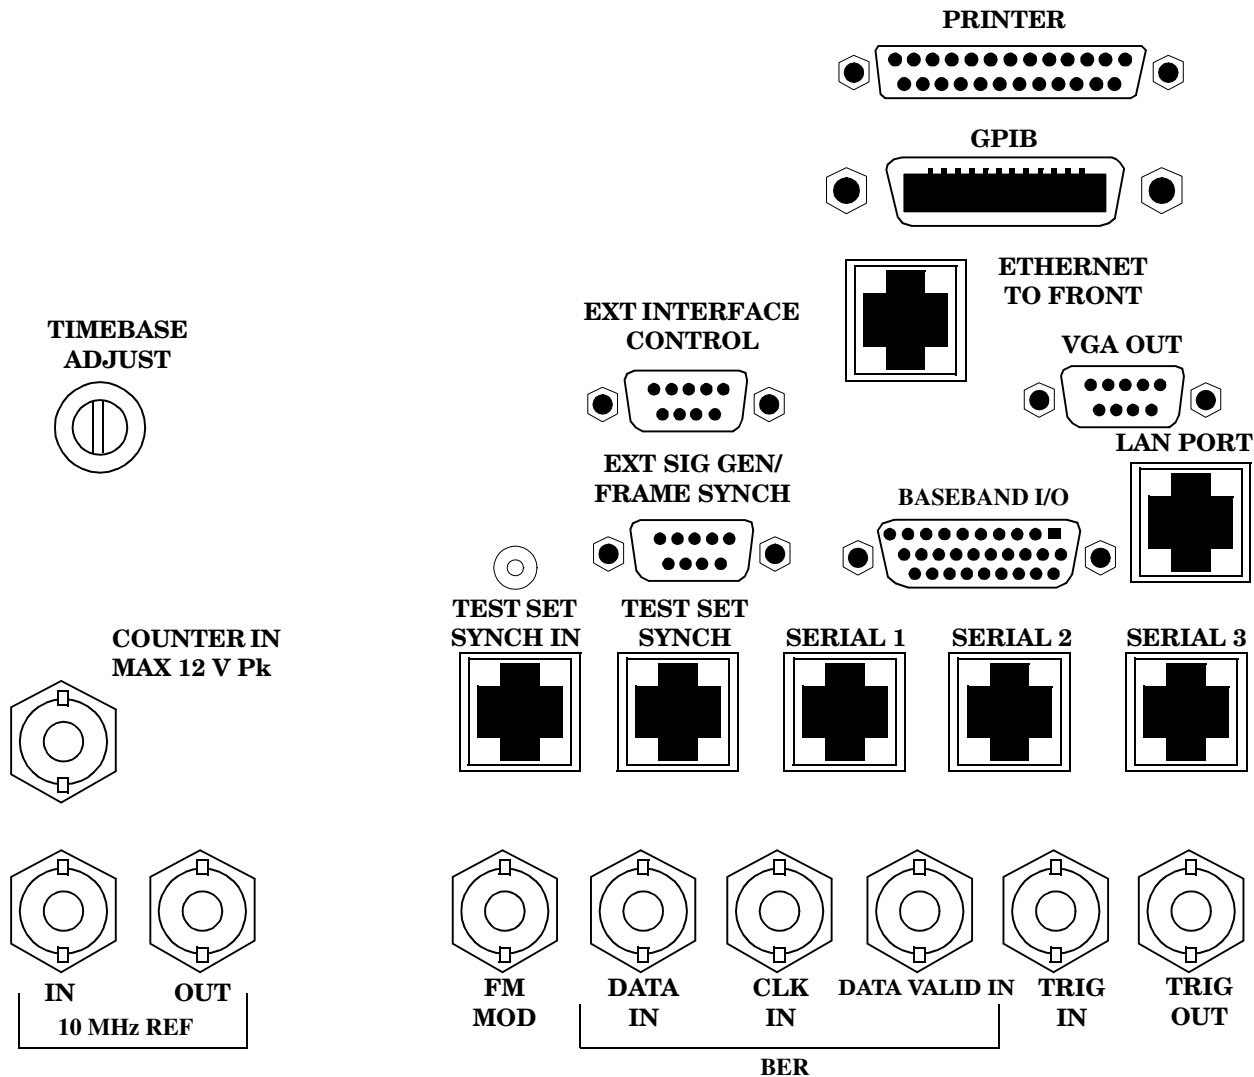 PRINTER
GPIB
ETHERNET
TO FRONT
EXT INTERFACE
CONTROL
TIMEBASE
ADJUST
VGA OUT
LAN PORT
EXT SIG GEN/
FRAME SYNCH
BASEBAND I/O
TEST SET
SYNCH IN
TEST SET
SYNCH
SERIAL 1
SERIAL 2
SERIAL 3
COUNTER IN
MAX 12 V Pk
IN
OUT
10 MHz REF
FM
MOD
DATA
IN
CLK
IN
DATA VALID IN
TRIG
IN
TRIG
OUT
BER